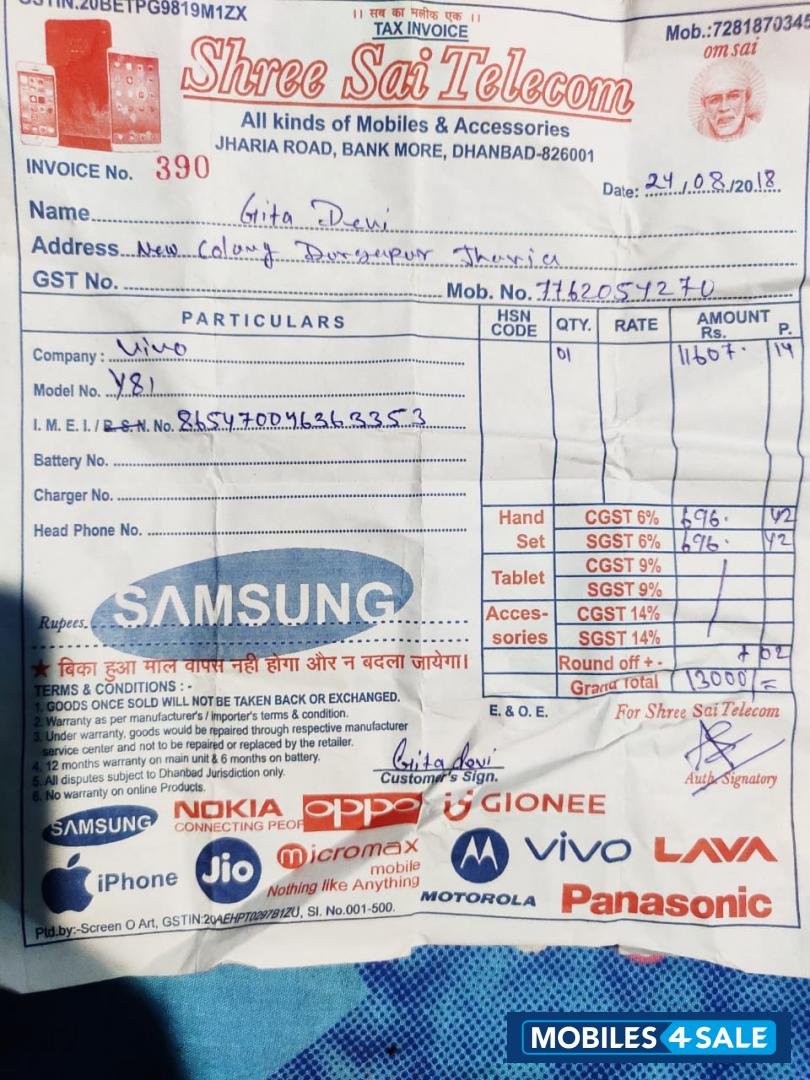 GSTIN.20BETPG9819M1ZX
।। सब का मलीक एक ।।
TAX INVOICE
Mob.:7281870345
om sai
Shree Sai Telecom
All kinds of Mobiles & Accessories
JHARIA ROAD, BANK MORE, DHANBAD-826001
INVOICE No. 390
Date: 24/08/2018
Name Gita Devi
Address New Colony Durgapur Jharia
GST No.
Mob. No. 7762054270
PARTICULARS HSN CODE QTY. RATE AMOUNT Rs. P.
Company : Vivo 01 11607. 14
Model No. Y81
I. M. E. I. / E. S. N. No. 865470046363353
Battery No.
Charger No.
Head Phone No.
Hand Set CGST 6% 696. 42
SGST 6% 696. 42
Tablet CGST 9%
SGST 9%
Accessories CGST 14%
SGST 14%
Round off + - + 02
Grand Total 13000/=
SAMSUNG
Rupees
★ बिका हुआ माल वापस नही होगा और न बदला जायेगा।
TERMS & CONDITIONS : -
1. GOODS ONCE SOLD WILL NOT BE TAKEN BACK OR EXCHANGED.
2. Warranty as per manufacturer's / importer's terms & condition.
3. Under warranty, goods would be repaired through respective manufacturer
service center and not to be repaired or replaced by the retailer.
4. 12 months warranty on main unit & 6 months on battery.
5. All disputes subject to Dhanbad Jurisdiction only.
6. No warranty on online Products.
E. & O. E.
For Shree Sai Telecom
Gita devi
Customer's Sign.
Auth. Signatory
SAMSUNG
NOKIA
CONNECTING PEOP
oppo
GIONEE
iPhone
Jio
micromax
mobile
Nothing like Anything
MOTOROLA
vivo
LAVA
Panasonic
Ptd.by:-Screen O Art, GSTIN:20AEHPT0297B1ZU, Sl. No.001-500.
MOBILES 4 SALE